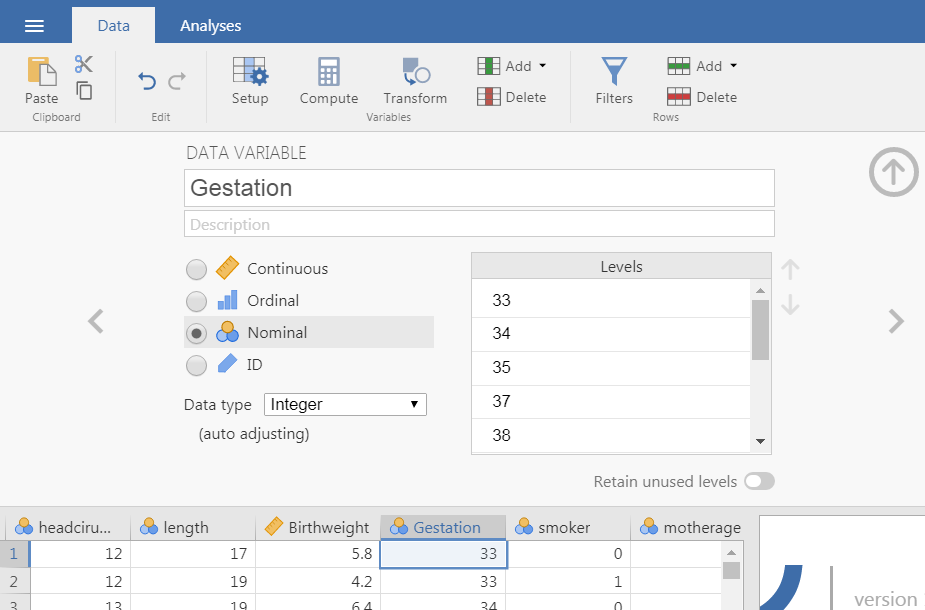 Data Analyses
Paste Setup Compute Transform Add Delete Filters Add Delete
Clipboard Edit Variables Rows
DATA VARIABLE
Gestation
Description
Continuous
Ordinal
Nominal
ID
Data type Integer
(auto adjusting)
Levels
33
34
35
37
38
Retain unused levels
headcircu... length Birthweight Gestation smoker motherage
1 12 17 5.8 33 0
2 12 19 4.2 33 1
3 13 19 6.4 34 0
version